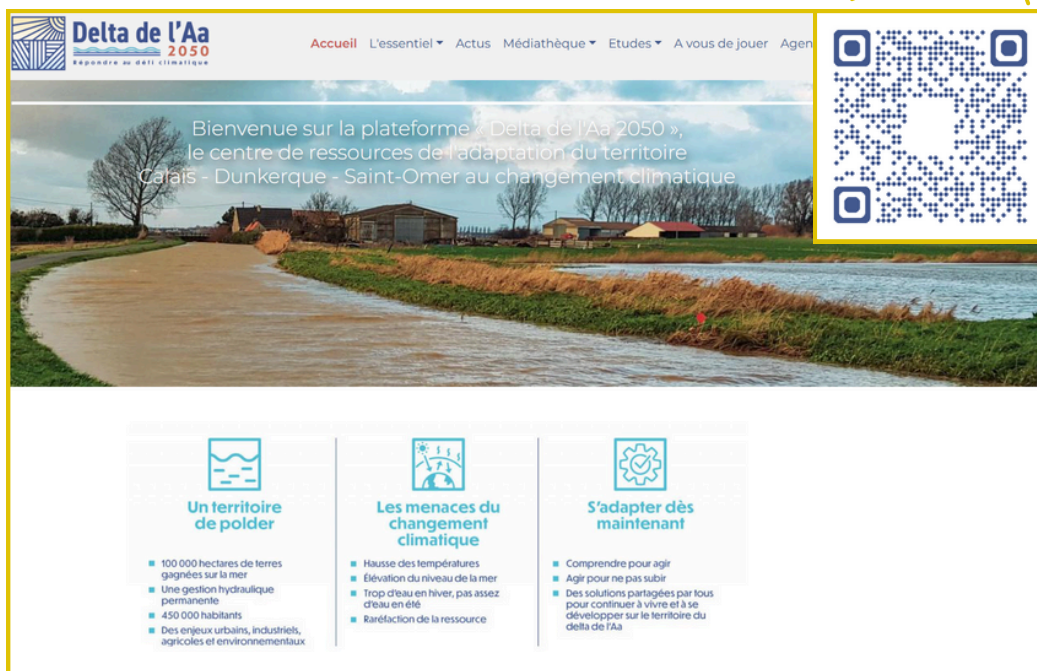 Delta de l'Aa
2050
Répondre au défi climatique
Accueil L'essentiel Actus Médiathèque Etudes A vous de jouer Agen
Bienvenue sur la plateforme « Delta de l'Aa 2050 »,
le centre de ressources de l'adaptation du territoire
Calais - Dunkerque - Saint-Omer au changement climatique
Un territoire
de polder
100 000 hectares de terres
gagnées sur la mer
Une gestion hydraulique
permanente
450 000 habitants
Des enjeux urbains, industriels,
agricoles et environnementaux
Les menaces du
changement
climatique
Hausse des températures
Élévation du niveau de la mer
Trop d'eau en hiver, pas assez
d'eau en été
Raréfaction de la ressource
S'adapter dès
maintenant
Comprendre pour agir
Agir pour ne pas subir
Des solutions partagées par tous
pour continuer à vivre et à se
développer sur le territoire du
delta de l'Aa